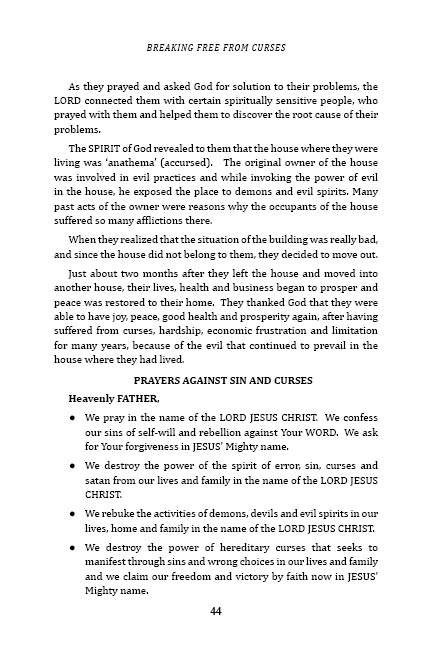 BREAKING FREE FROM CURSES
As they prayed and asked God for solution to their problems, the
LORD connected them with certain spiritually sensitive people, who
prayed with them and helped them to discover the root cause of their
problems.
The SPIRIT of God revealed to them that the house where they were
living was ‘anathema’ (accursed). The original owner of the house
was involved in evil practices and while invoking the power of evil
in the house, he exposed the place to demons and evil spirits. Many
past acts of the owner were reasons why the occupants of the house
suffered so many afflictions there.
When they realized that the situation of the building was really bad,
and since the house did not belong to them, they decided to move out.
Just about two months after they left the house and moved into
another house, their lives, health and business began to prosper and
peace was restored to their home. They thanked God that they were
able to have joy, peace, good health and prosperity again, after having
suffered from curses, hardship, economic frustration and limitation
for many years, because of the evil that continued to prevail in the
house where they had lived.
PRAYERS AGAINST SIN AND CURSES
Heavenly FATHER,
● We pray in the name of the LORD JESUS CHRIST. We confess
our sins of self-will and rebellion against Your WORD. We ask
for Your forgiveness in JESUS’ Mighty name.
● We destroy the power of the spirit of error, sin, curses and
satan from our lives and family in the name of the LORD JESUS
CHRIST.
● We rebuke the activities of demons, devils and evil spirits in our
lives, home and family in the name of the LORD JESUS CHRIST.
● We destroy the power of hereditary curses that seeks to
manifest through sins and wrong choices in our lives and family
and we claim our freedom and victory by faith now in JESUS’
Mighty name.
44